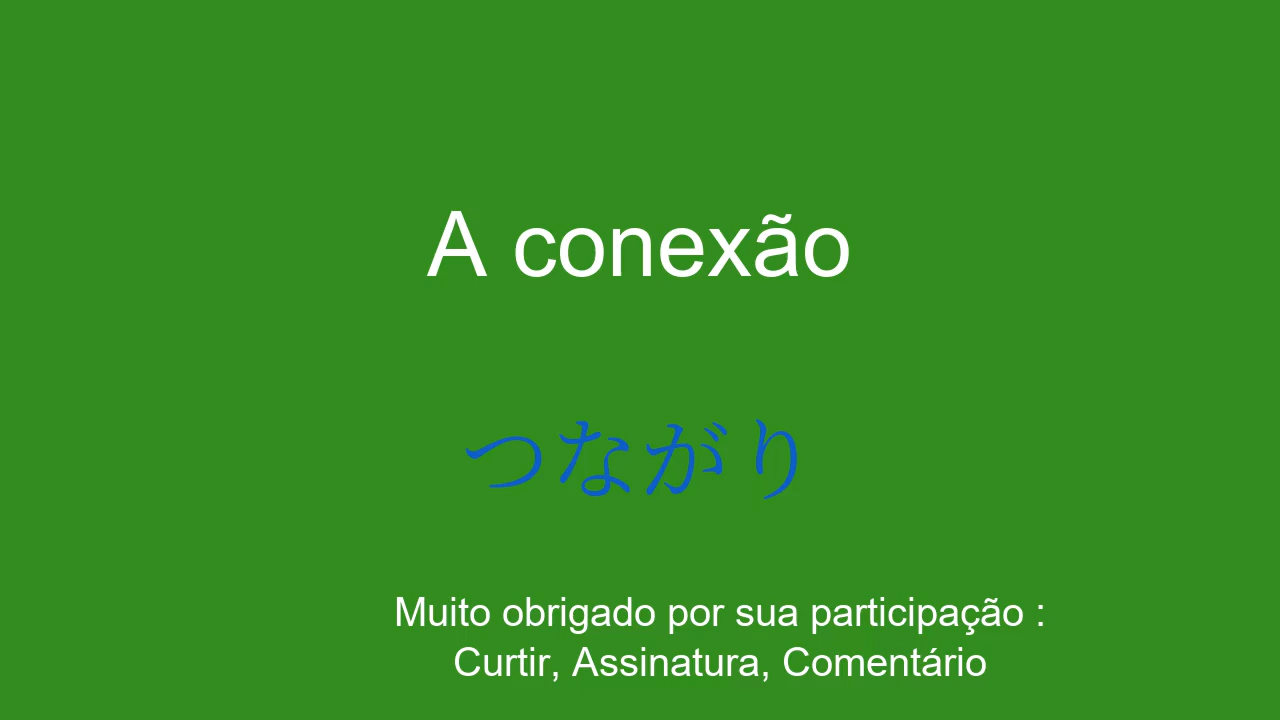 A conexão
つながり
Muito obrigado por sua participação :
Curtir, Assinatura, Comentário